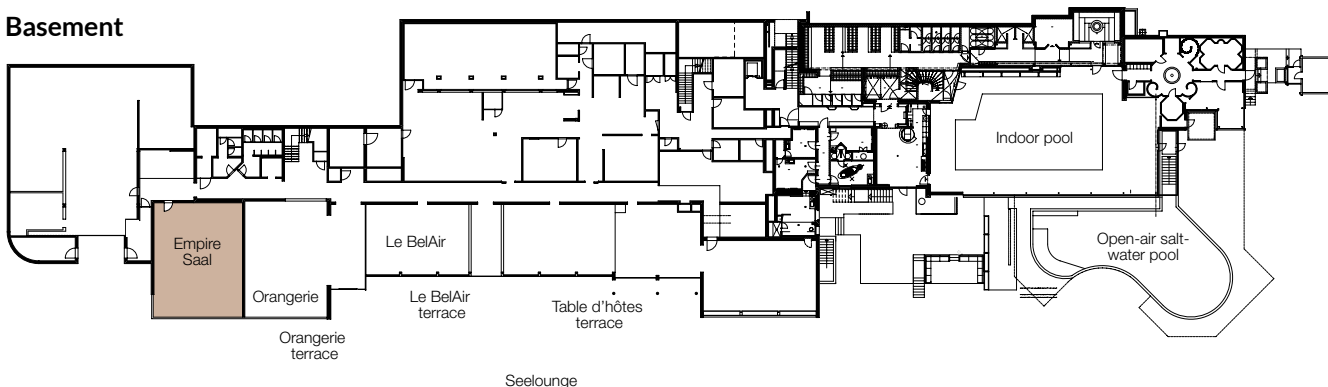 Basement
Indoor pool
Empire
Saal
Le BelAir
Open-air salt-
water pool
Orangerie
Le BelAir
terrace
Table d'hôtes
terrace
Orangerie
terrace
Seelounge